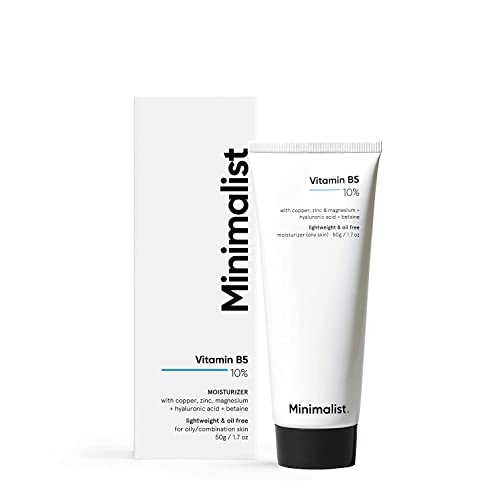 Minimalist
Vitamin B5
10%
MOISTURIZER
with copper, zinc, magnesium
+ hyaluronic acid + betaine
lightweight & oil free
for oily/combination skin
50g / 1.7 oz
Vitamin B5
10%
with copper, zinc & magnesium +
hyaluronic acid + betaine
lightweight & oil free
moisturizer (oily skin) · 50g / 1.7 oz
Minimalist.